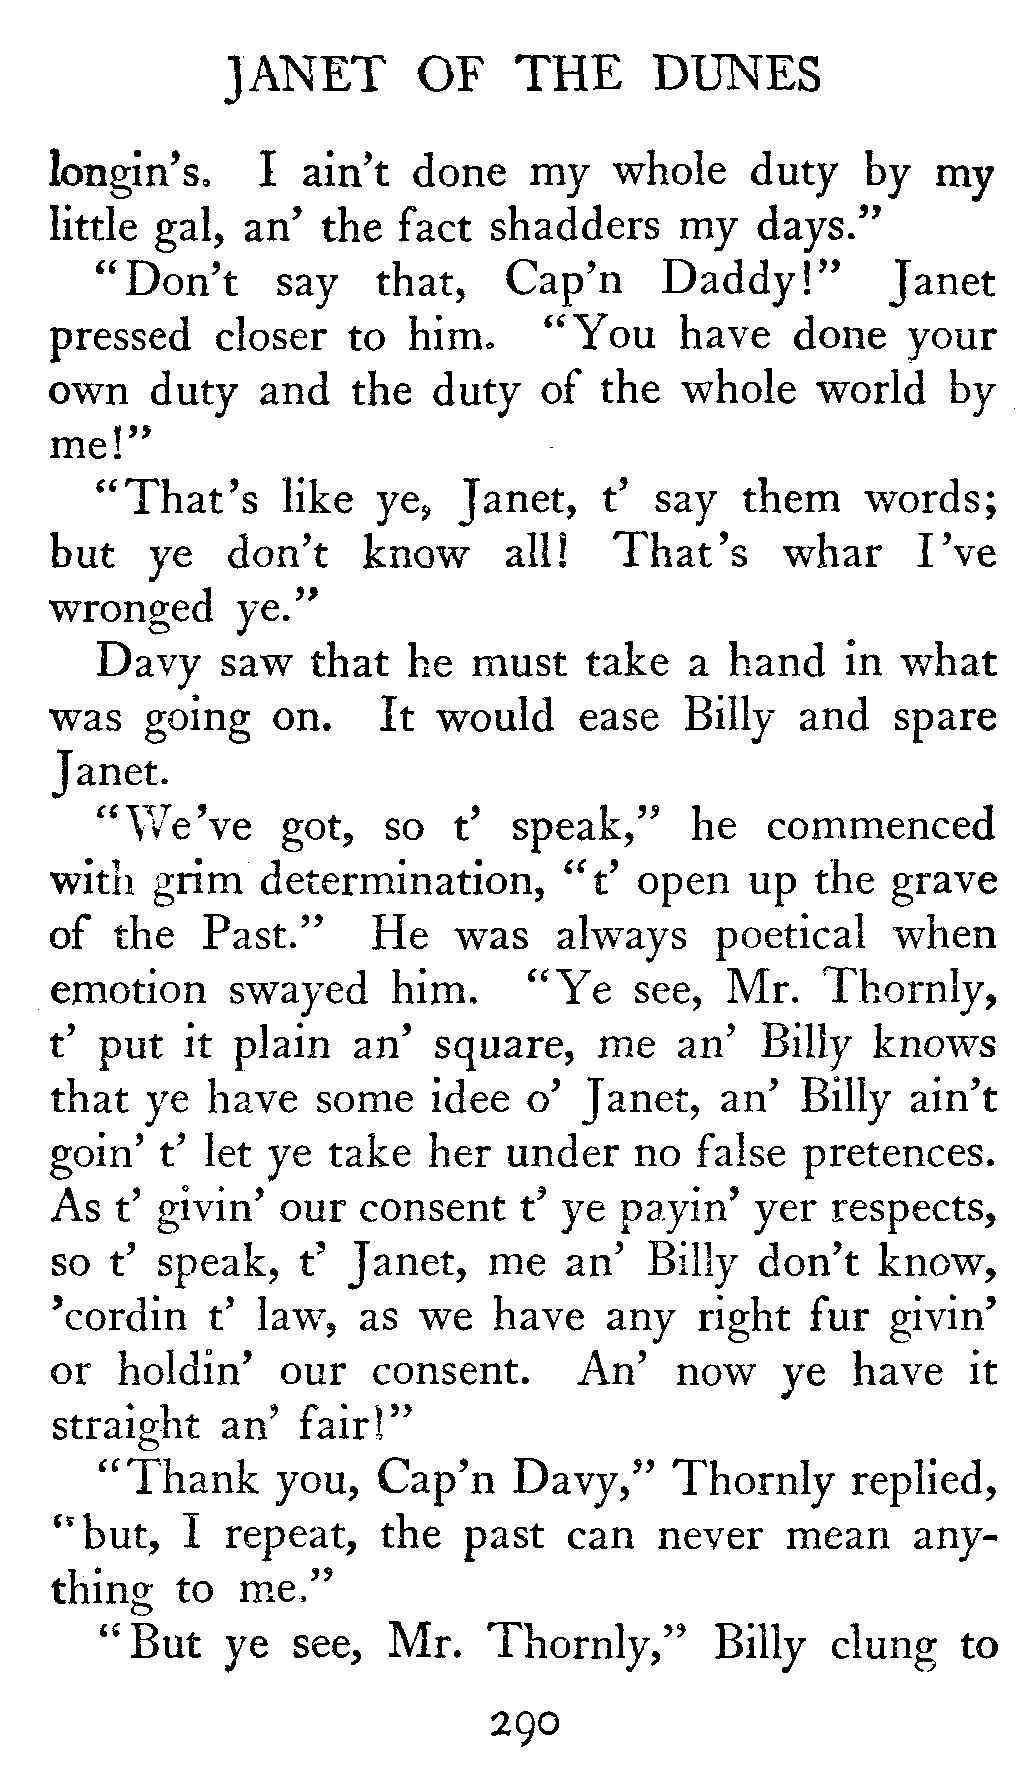 JANET OF THE DUNES
longin's. I ain't done my whole duty by my
little gal, an' the fact shadders my days."
"Don't say that, Cap'n Daddy!" Janet
pressed closer to him. "You have done your
own duty and the duty of the whole world by
me!"
"That's like ye, Janet, t' say them words;
but ye don't know all! That's whar I've
wronged ye."
Davy saw that he must take a hand in what
was going on. It would ease Billy and spare
Janet.
"We've got, so t' speak," he commenced
with grim determination, "t' open up the grave
of the Past." He was always poetical when
emotion swayed him. "Ye see, Mr. Thornly,
t' put it plain an' square, me an' Billy knows
that ye have some idee o' Janet, an' Billy ain't
goin' t' let ye take her under no false pretences.
As t' givin' our consent t' ye payin' yer respects,
so t' speak, t' Janet, me an' Billy don't know,
'cordin t' law, as we have any right fur givin'
or holdin' our consent. An' now ye have it
straight an' fair!"
"Thank you, Cap'n Davy," Thornly replied,
"but, I repeat, the past can never mean any-
thing to me."
"But ye see, Mr. Thornly," Billy clung to
290